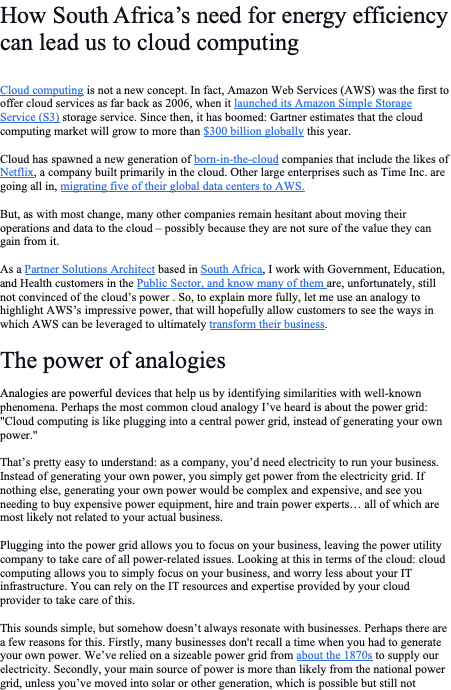 How South Africa’s need for energy efficiency
can lead us to cloud computing
Cloud computing is not a new concept. In fact, Amazon Web Services (AWS) was the first to
offer cloud services as far back as 2006, when it launched its Amazon Simple Storage
Service (S3) storage service. Since then, it has boomed: Gartner estimates that the cloud
computing market will grow to more than $300 billion globally this year.
Cloud has spawned a new generation of born-in-the-cloud companies that include the likes of
Netflix, a company built primarily in the cloud. Other large enterprises such as Time Inc. are
going all in, migrating five of their global data centers to AWS.
But, as with most change, many other companies remain hesitant about moving their
operations and data to the cloud – possibly because they are not sure of the value they can
gain from it.
As a Partner Solutions Architect based in South Africa, I work with Government, Education,
and Health customers in the Public Sector, and know many of them are, unfortunately, still
not convinced of the cloud’s power . So, to explain more fully, let me use an analogy to
highlight AWS’s impressive power, that will hopefully allow customers to see the ways in
which AWS can be leveraged to ultimately transform their business.
The power of analogies
Analogies are powerful devices that help us by identifying similarities with well-known
phenomena. Perhaps the most common cloud analogy I’ve heard is about the power grid:
"Cloud computing is like plugging into a central power grid, instead of generating your own
power."
That’s pretty easy to understand: as a company, you’d need electricity to run your business.
Instead of generating your own power, you simply get power from the electricity grid. If
nothing else, generating your own power would be complex and expensive, and see you
needing to buy expensive power equipment, hire and train power experts… all of which are
most likely not related to your actual business.
Plugging into the power grid allows you to focus on your business, leaving the power utility
company to take care of all power-related issues. Looking at this in terms of the cloud: cloud
computing allows you to simply focus on your business, and worry less about your IT
infrastructure. You can rely on the IT resources and expertise provided by your cloud
provider to take care of this.
This sounds simple, but somehow doesn’t always resonate with businesses. Perhaps there are
a few reasons for this. Firstly, many businesses don't recall a time when you had to generate
your own power. We’ve relied on a sizeable power grid from about the 1870s to supply our
electricity. Secondly, your main source of power is more than likely from the national power
grid, unless you’ve moved into solar or other generation, which is possible but still not